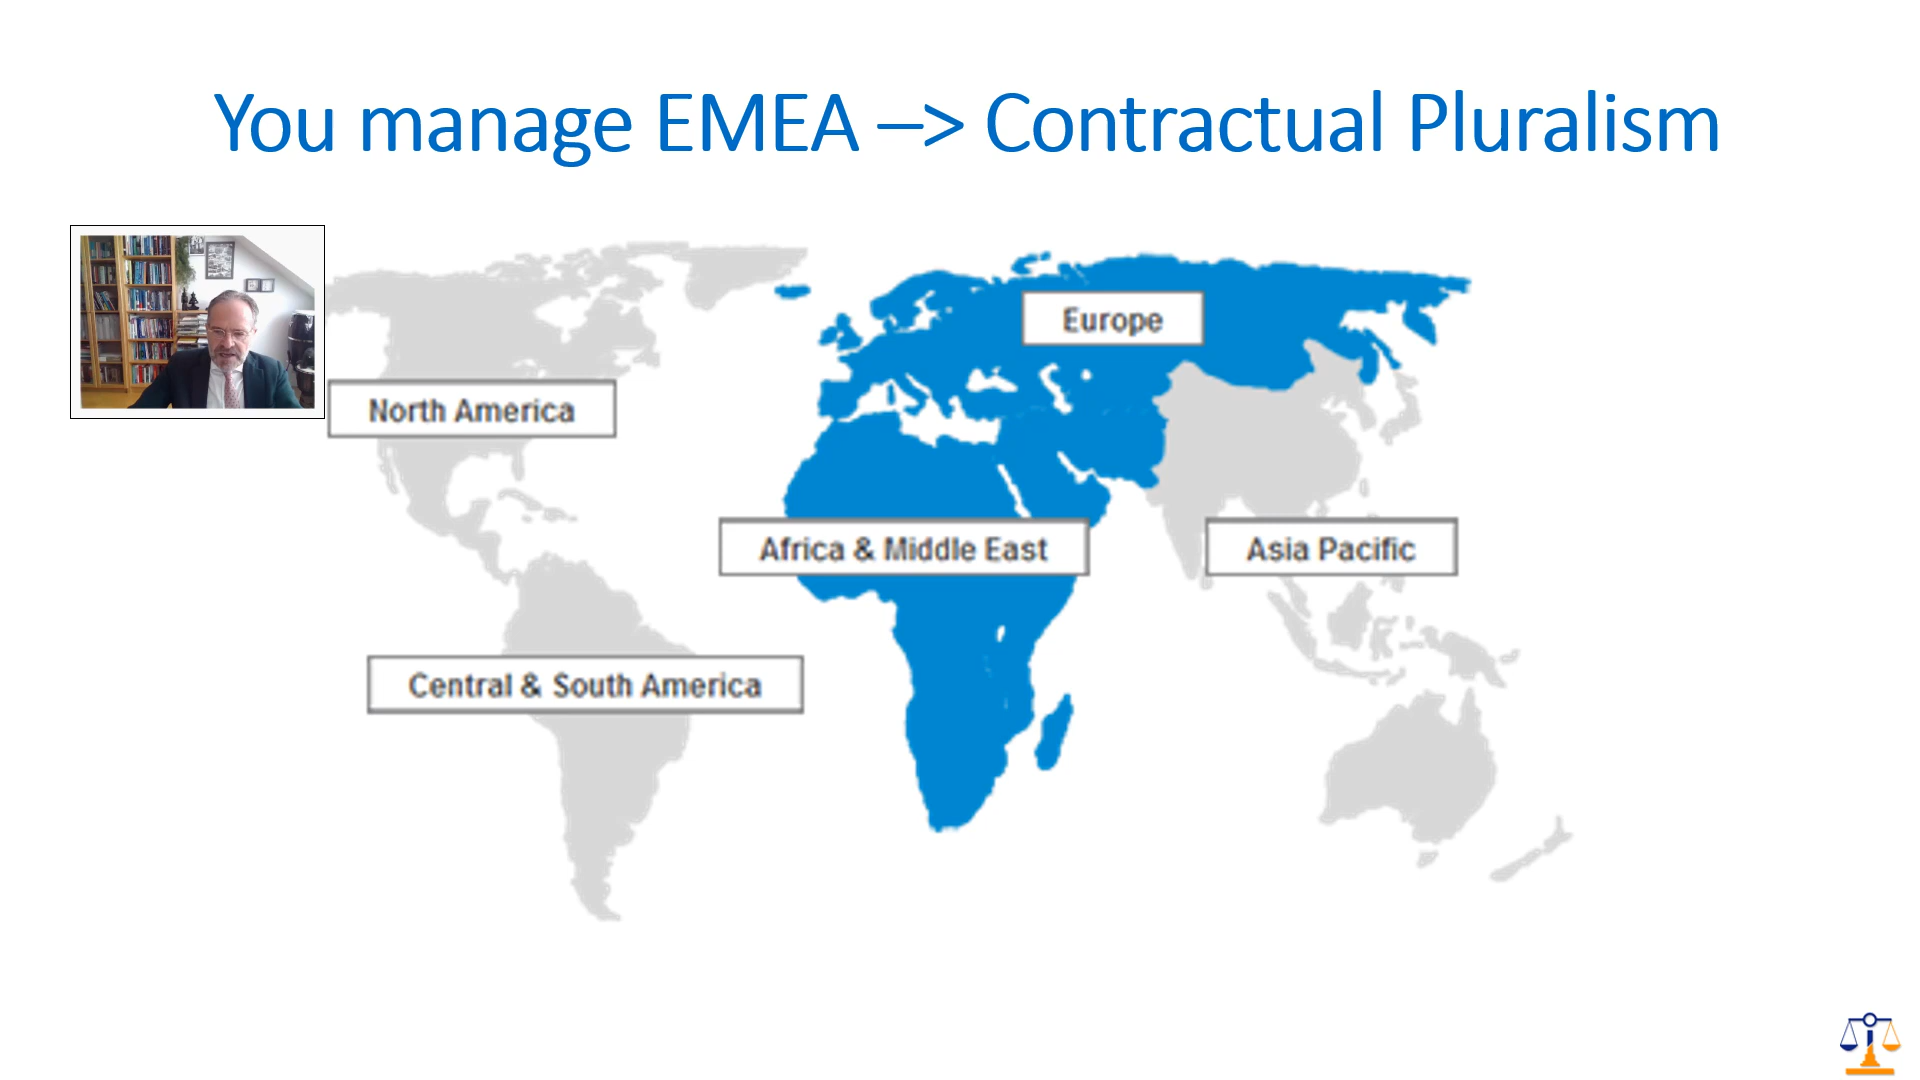 You manage EMEA –> Contractual Pluralism
Europe
North America
Africa & Middle East
Asia Pacific
Central & South America